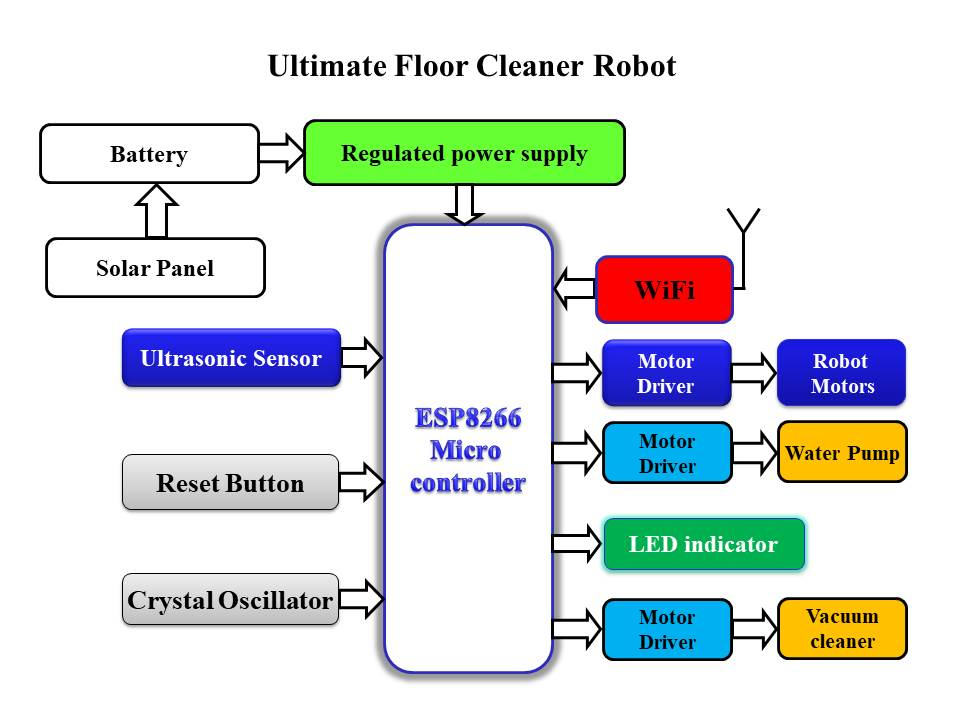 Ultimate Floor Cleaner Robot
Battery
Regulated power supply
Solar Panel
WiFi
Ultrasonic Sensor
Motor
Driver
Robot
Motors
ESP8266
Micro
controller
Motor
Driver
Water Pump
Reset Button
LED indicator
Crystal Oscillator
Motor
Driver
Vacuum
cleaner